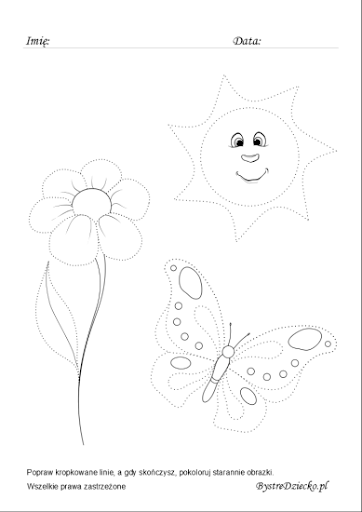 Imię: Data:
Popraw kropkowane linie, a gdy skończysz, pokoloruj starannie obrazki.
Wszelkie prawa zastrzeżone BystreDziecko.pl